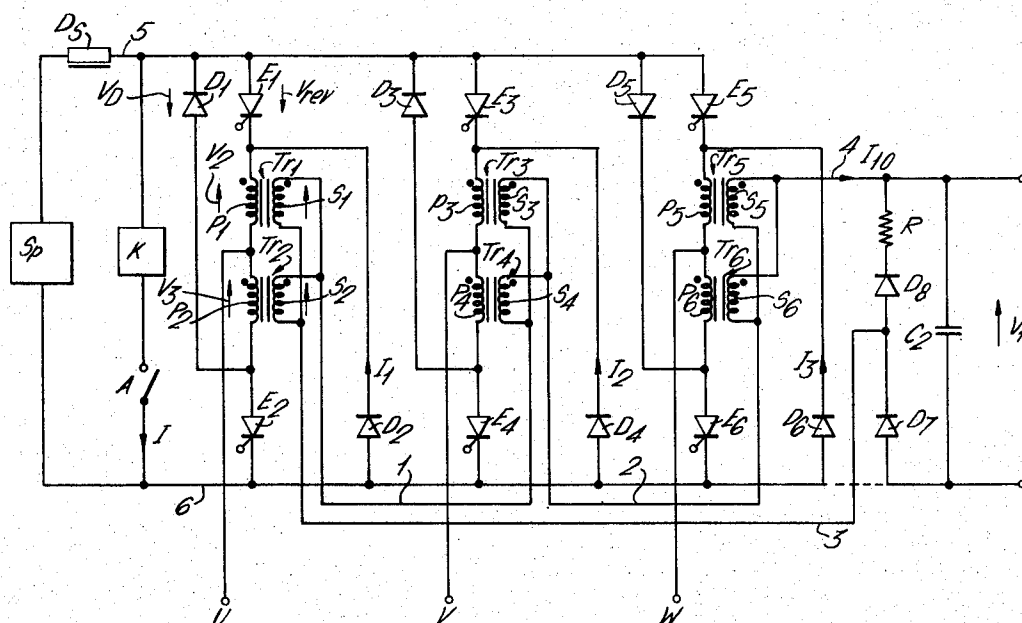 DS 5
VD D1 E1 Vrev D3 E3 D5 E5
V2 Tr1 Tr3 Tr5 4 I10
P1 S1 P3 S3 P5 S5 R
Sp K Tr2 Tr4 Tr6
V3 P2 S2 P4 S4 P6 S6 D8 C2
A I E2 I1 E4 I2 E6 I3
D2 D4 D6 D7
6 1 2
3
U V W